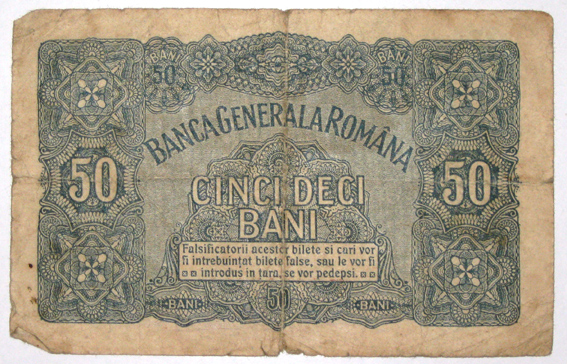 BANI BANI
50 50
BANCA GENERALA ROMÂNA
50 50
CINCI DECI
BANI
Falsificatorii acestor bilete si cari vor
fi intrebuintat bilete false, sau le vor fi
introdus in tara, se vor pedepsi.
BANI 50 BANI